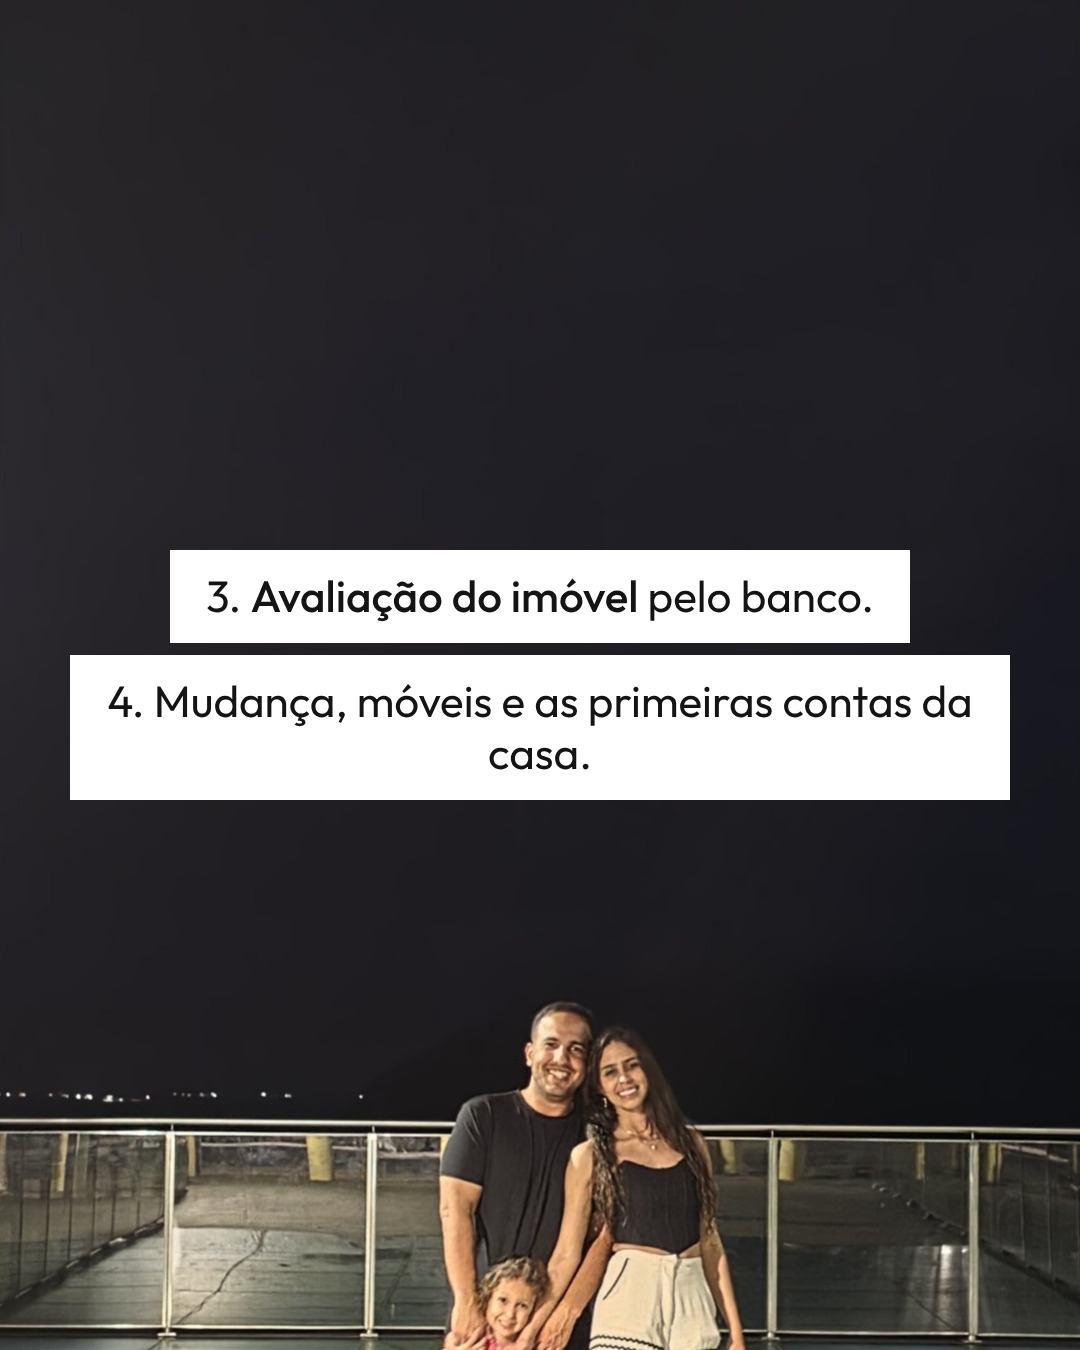 3. Avaliação do imóvel pelo banco.
4. Mudança, móveis e as primeiras contas da
casa.